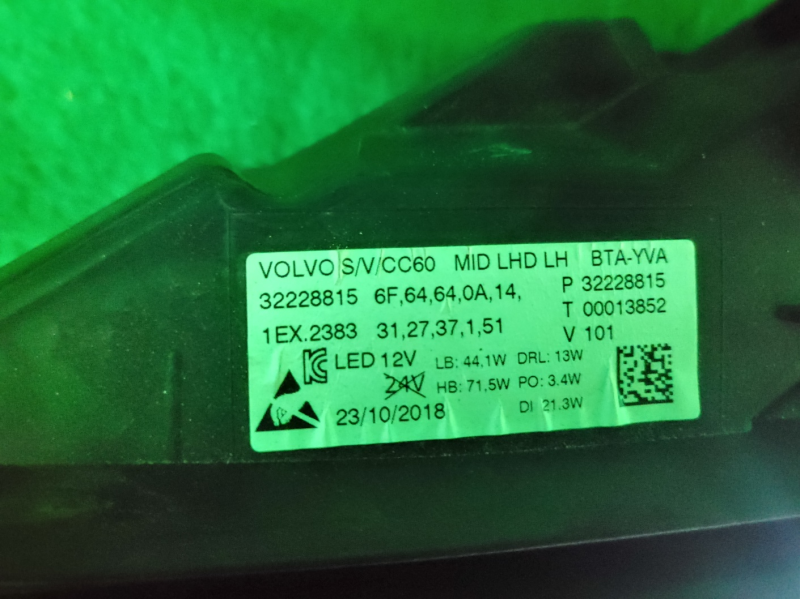 VOLVO S/V/CC60 MID LHD LH BTA-YVA
32228815 6F,64,64,0A,14, P 32228815
T 00013852
1EX.2383 31,27,37,1,51 V 101
LED 12V LB: 44,1W DRL: 13W
24V HB: 71,5W PO: 3.4W
23/10/2018 DI 21.3W